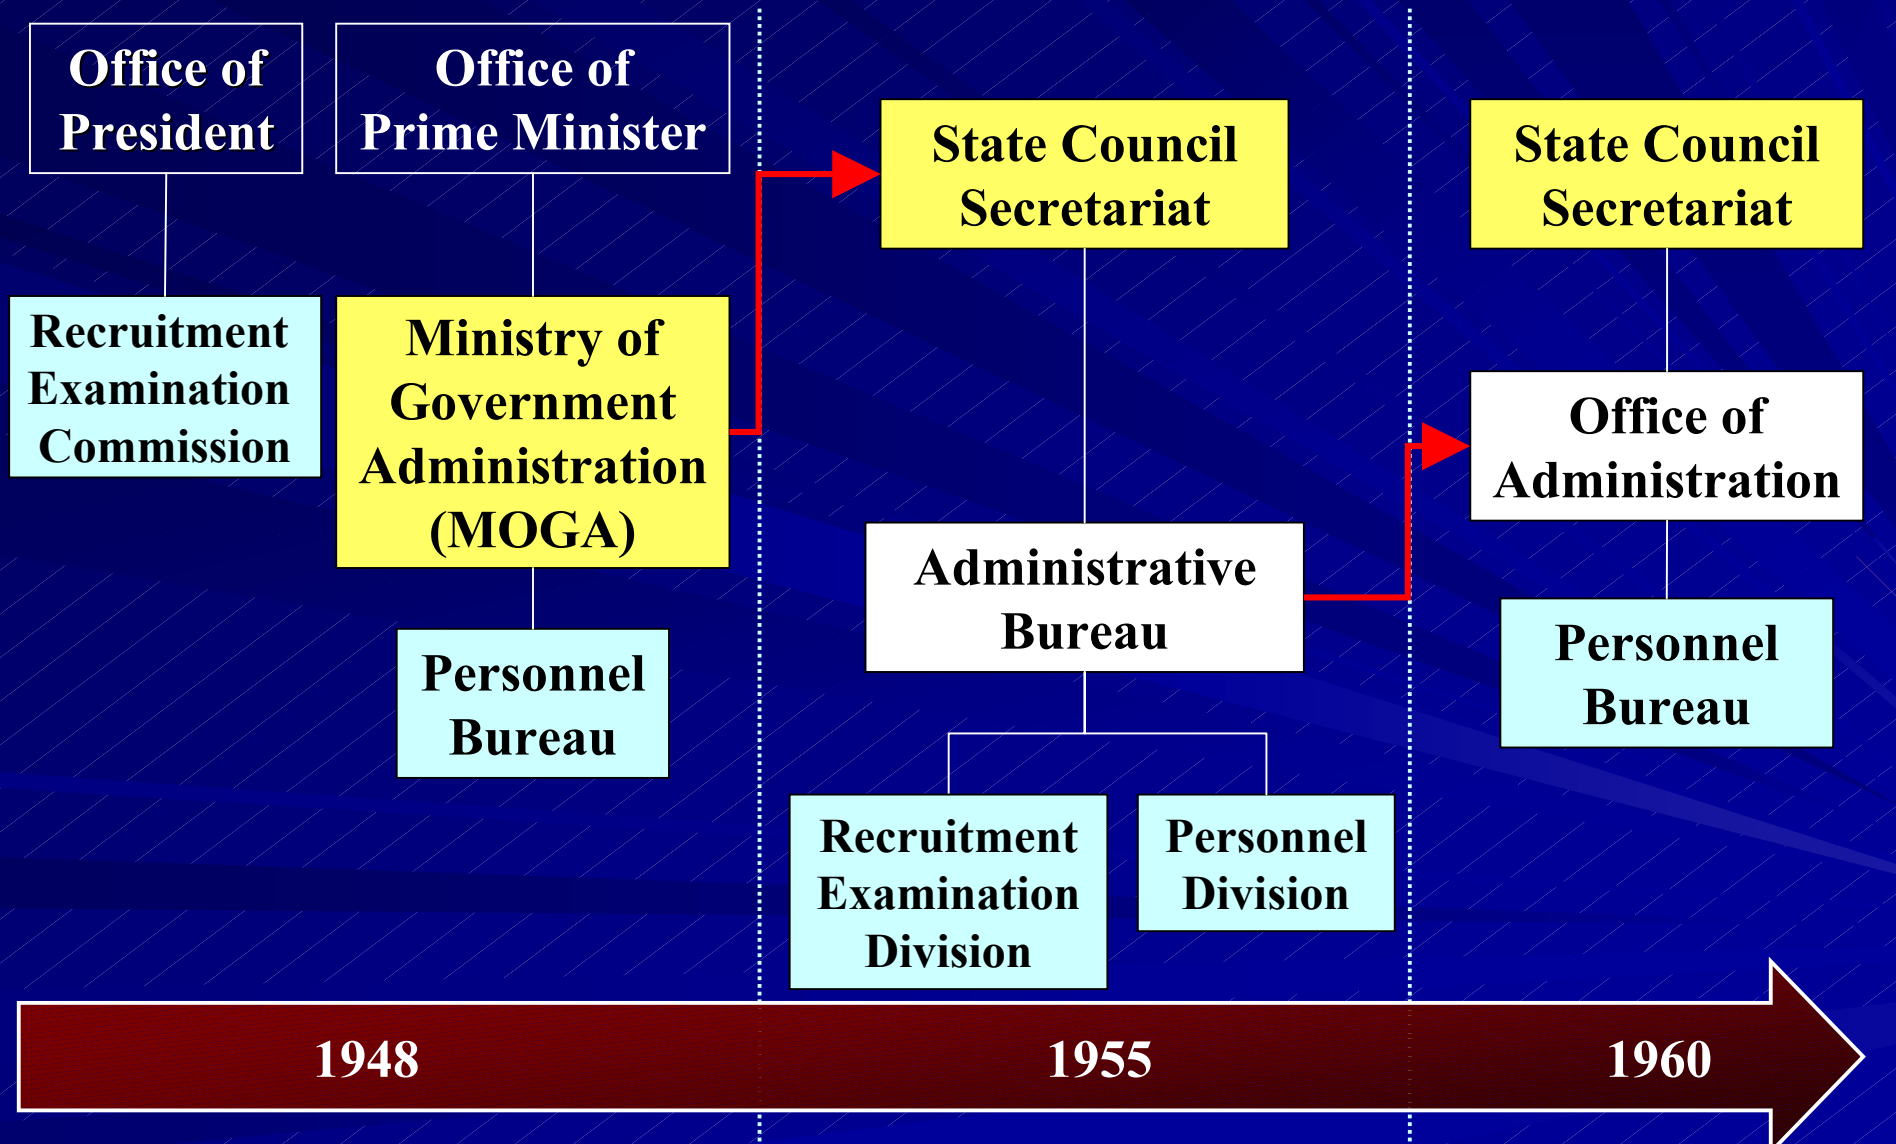 Office of
President
Office of
Prime Minister
Recruitment
Examination
Commission
Ministry of
Government
Administration
(MOGA)
Personnel
Bureau
State Council
Secretariat
Administrative
Bureau
Recruitment
Examination
Division
Personnel
Division
State Council
Secretariat
Office of
Administration
Personnel
Bureau
1948
1955
1960